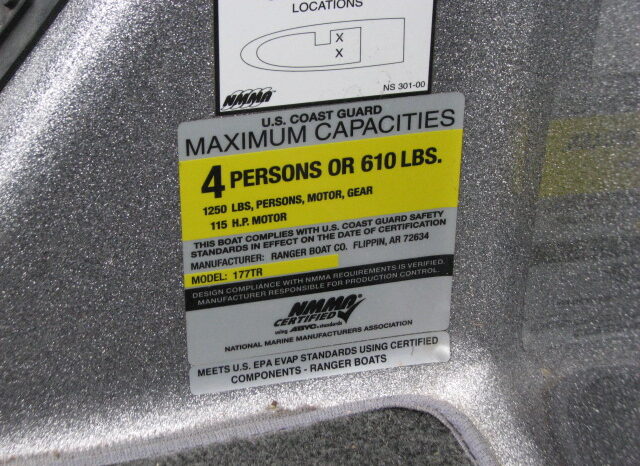 LOCATIONS
X
X
NMMA
NS 301-00
U.S. COAST GUARD
MAXIMUM CAPACITIES
4 PERSONS OR 610 LBS.
1250 LBS, PERSONS, MOTOR, GEAR
115 H.P. MOTOR
THIS BOAT COMPLIES WITH U.S. COAST GUARD SAFETY
STANDARDS IN EFFECT ON THE DATE OF CERTIFICATION
MANUFACTURER: RANGER BOAT CO. FLIPPIN, AR 72634
MODEL: 177TR
DESIGN COMPLIANCE WITH NMMA REQUIREMENTS IS VERIFIED.
MANUFACTURER RESPONSIBLE FOR PRODUCTION CONTROL.
NMMA
CERTIFIED
using ABYC standards
NATIONAL MARINE MANUFACTURERS ASSOCIATION
MEETS U.S. EPA EVAP STANDARDS USING CERTIFIED
COMPONENTS - RANGER BOATS